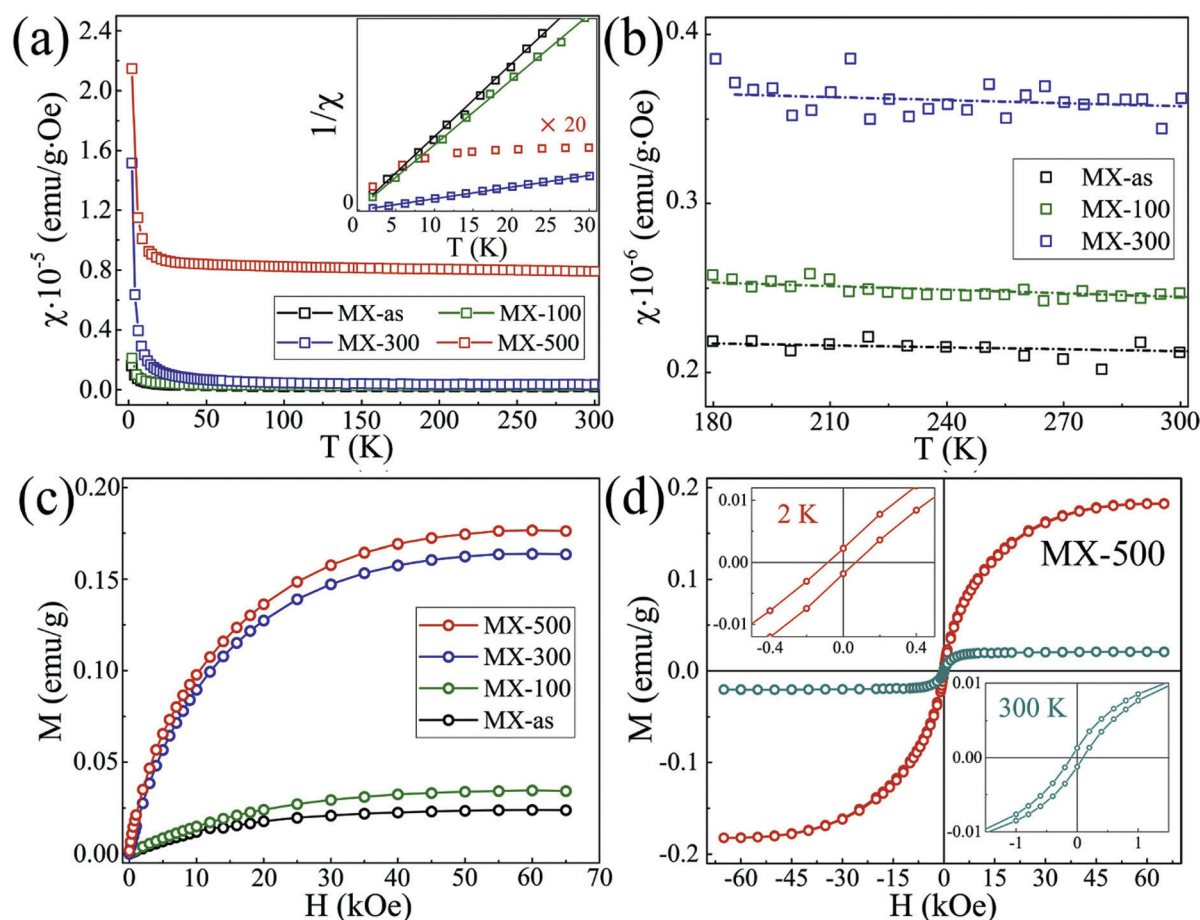 (a)
2.4
2.0
1.6
1.2
0.8
0.4
0.0
χ·10⁻⁵ (emu/g·Oe)
0 50 100 150 200 250 300
T (K)
MX-as MX-100
MX-300 MX-500
1/χ
0
× 20
0 5 10 15 20 25 30
T (K)
(b)
0.4
0.3
0.2
χ·10⁻⁶ (emu/g·Oe)
MX-as
MX-100
MX-300
180 210 240 270 300
T (K)
(c)
0.20
0.15
0.10
0.05
0.00
M (emu/g)
MX-500
MX-300
MX-100
MX-as
0 10 20 30 40 50 60 70
H (kOe)
(d)
0.2
0.1
0.0
-0.1
-0.2
M (emu/g)
MX-500
2 K
0.01
0.00
-0.01
-0.4 0.0 0.4
300 K
0.01
0.00
-0.01
-1 0 1
-60 -45 -30 -15 0 15 30 45 60
H (kOe)